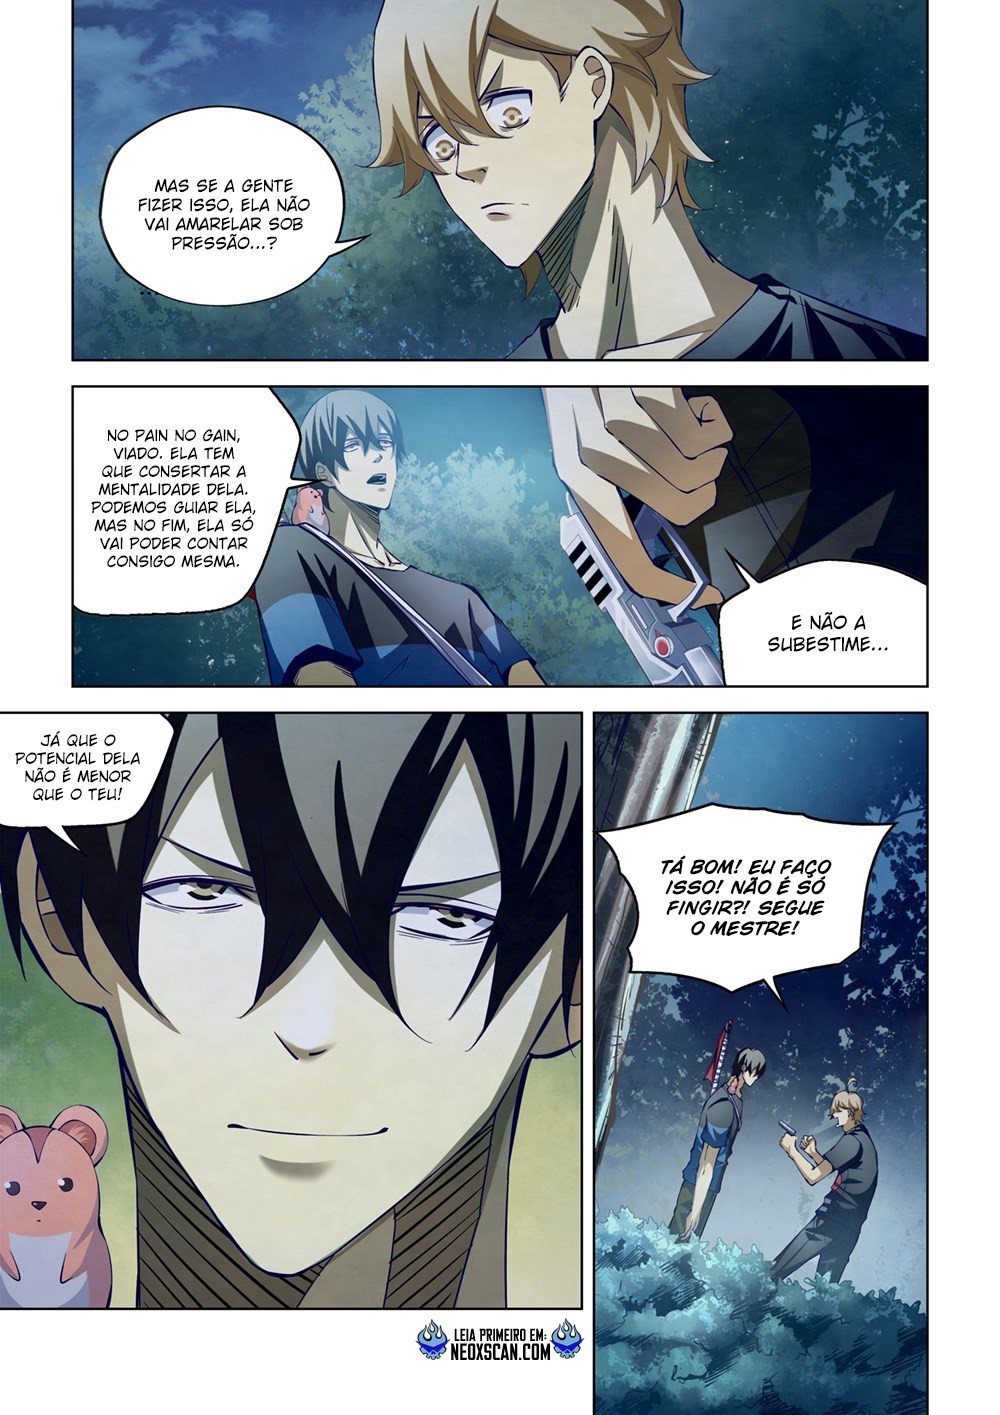 MAS SE A GENTE
FIZER ISSO, ELA NÃO
VAI AMARELAR SOB
PRESSÃO...?
NO PAIN NO GAIN,
VIADO. ELA TEM
QUE CONSERTAR A
MENTALIDADE DELA.
PODEMOS GUIAR ELA,
MAS NO FIM, ELA SÓ
VAI PODER CONTAR
CONSIGO MESMA.
E NÃO A
SUBESTIME...
JÁ QUE O
POTENCIAL DELA
NÃO É MENOR
QUE O TEU!
TÁ BOM! EU FAÇO
ISSO! NÃO É SÓ
FINGIR?! SEGUE
O MESTRE!
LEIA PRIMEIRO EM:
NEOXSCAN.COM